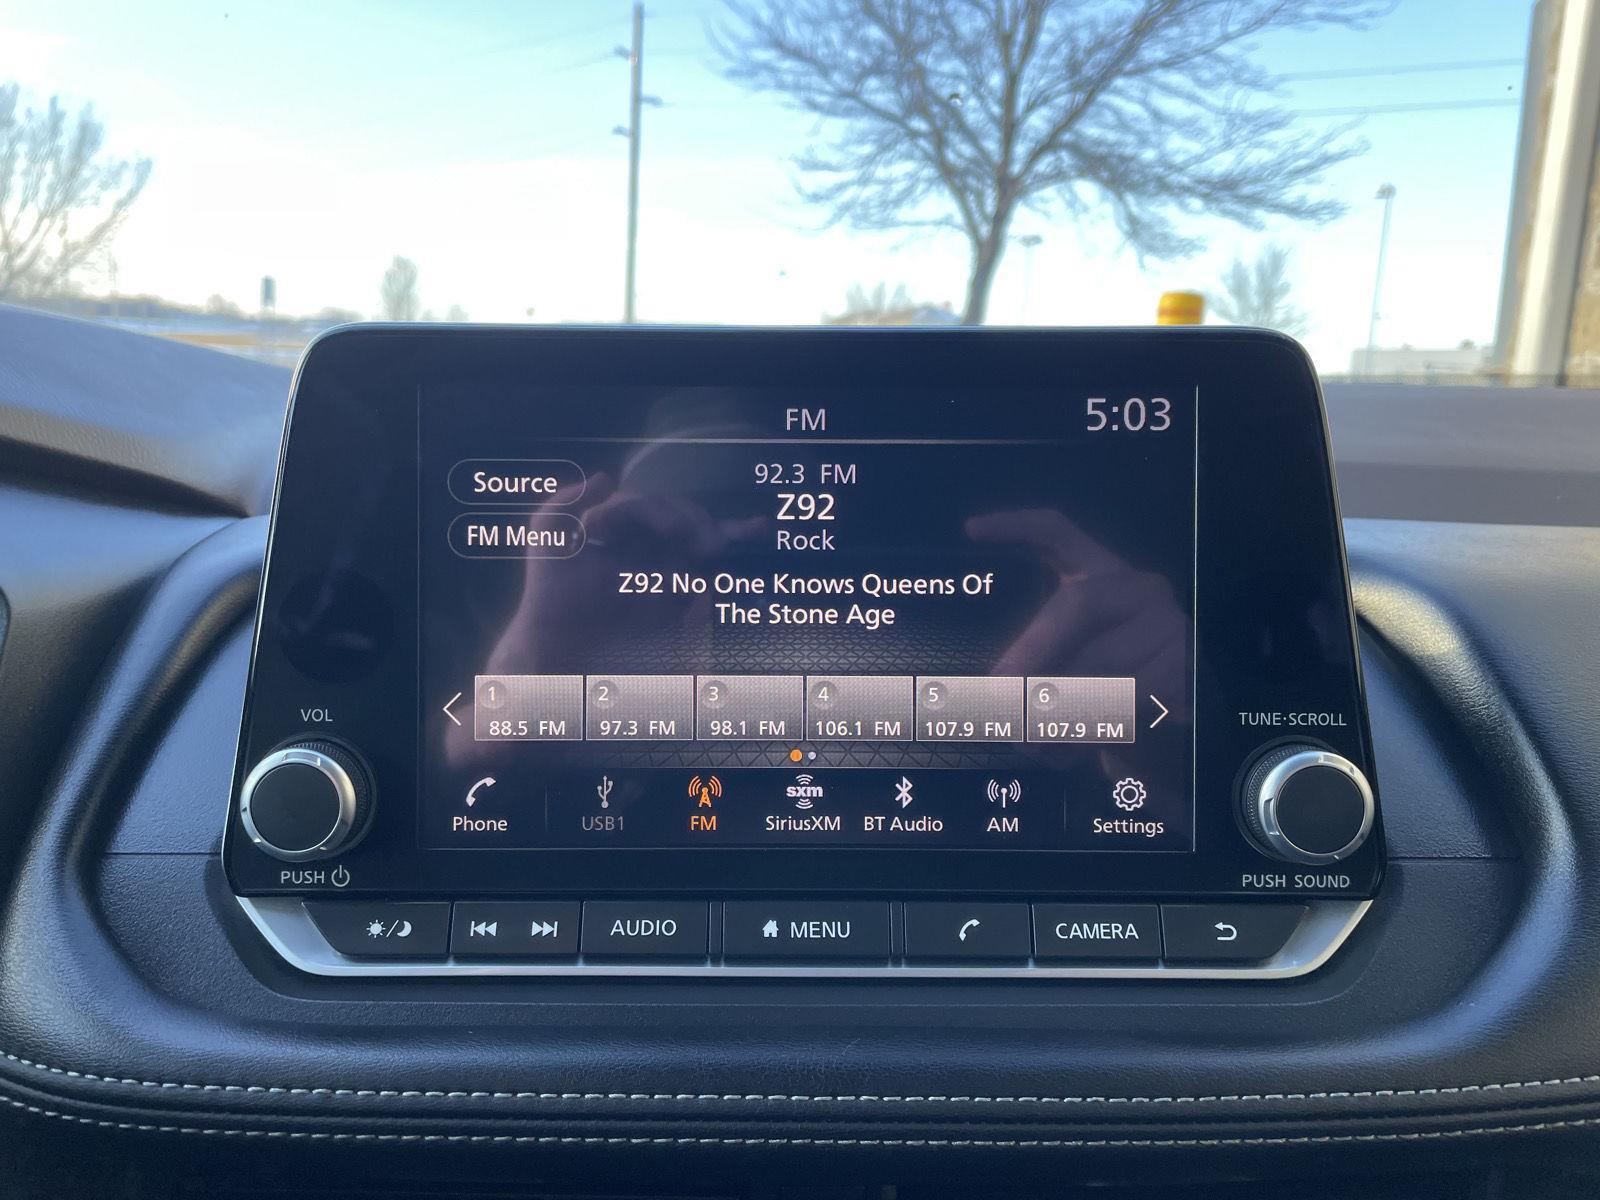 FM
5:03
Source
92.3 FM
Z92
FM Menu
Rock
Z92 No One Knows Queens Of
The Stone Age
1
88.5 FM
2
97.3 FM
3
98.1 FM
4
106.1 FM
5
107.9 FM
6
107.9 FM
VOL
TUNE·SCROLL
Phone
USB1
FM
sxm
SiriusXM
BT Audio
AM
Settings
PUSH
PUSH SOUND
AUDIO
MENU
CAMERA